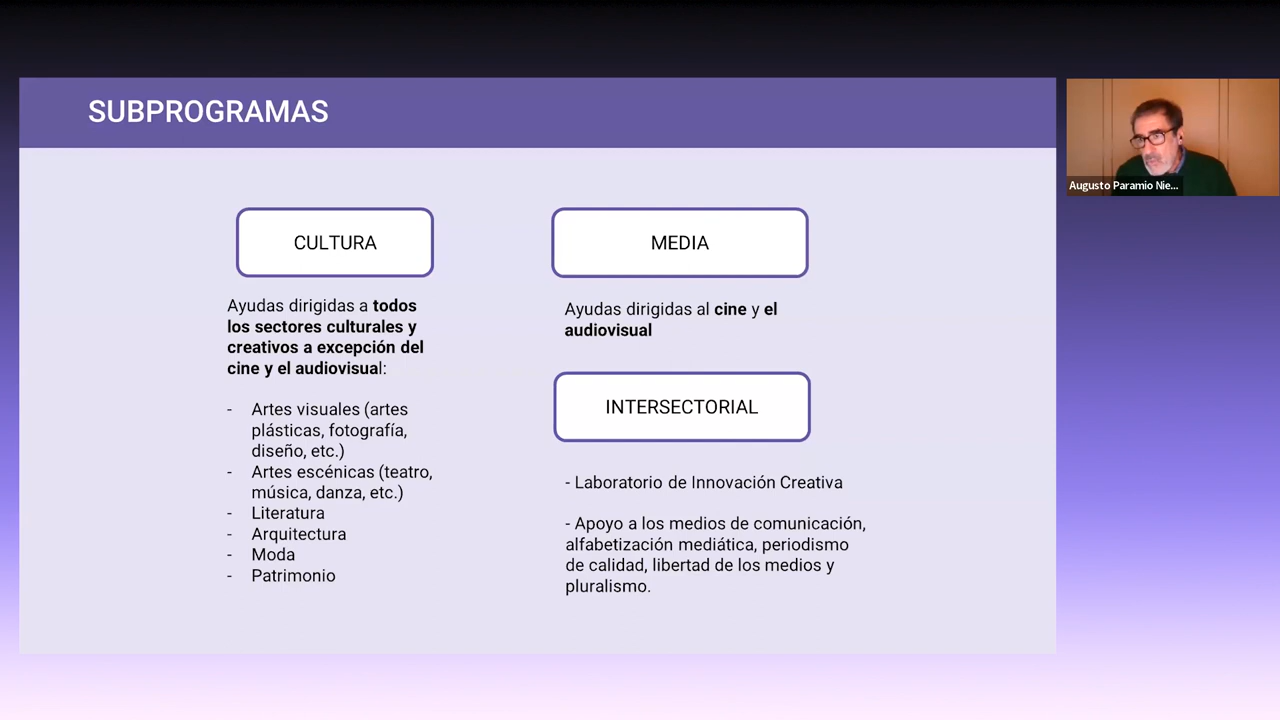 SUBPROGRAMAS
CULTURA
Ayudas dirigidas a todos
los sectores culturales y
creativos a excepción del
cine y el audiovisual:
- Artes visuales (artes
plásticas, fotografía,
diseño, etc.)
- Artes escénicas (teatro,
música, danza, etc.)
- Literatura
- Arquitectura
- Moda
- Patrimonio
MEDIA
Ayudas dirigidas al cine y el
audiovisual
INTERSECTORIAL
- Laboratorio de Innovación Creativa
- Apoyo a los medios de comunicación,
alfabetización mediática, periodismo
de calidad, libertad de los medios y
pluralismo.
Augusto Paramio Nie...